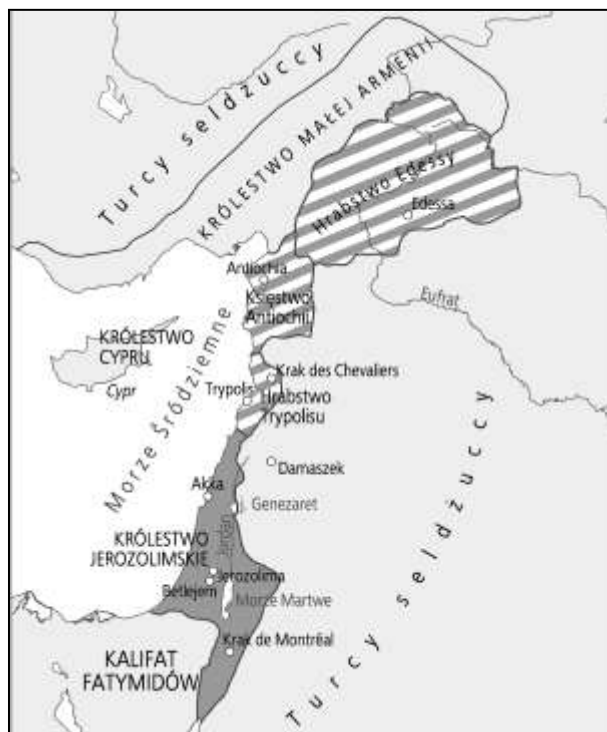 Turcy seldżuccy
KRÓLESTWO MAŁEJ ARMENII
Hrabstwo Edessy
Edessa
Antiochia
Księstwo
Antiochii
Eufrat
KRÓLESTWO
CYPRU
Cypr
Morze Śródziemne
Krak des Chevaliers
Trypolis
Hrabstwo
Trypolisu
Damaszek
Akka
j. Genezaret
KRÓLESTWO
JEROZOLIMSKIE
Jordan
Jerozolima
Betlejem
Morze Martwe
Krak de Montréal
KALIFAT
FATYMIDÓW
Turcy seldżuccy